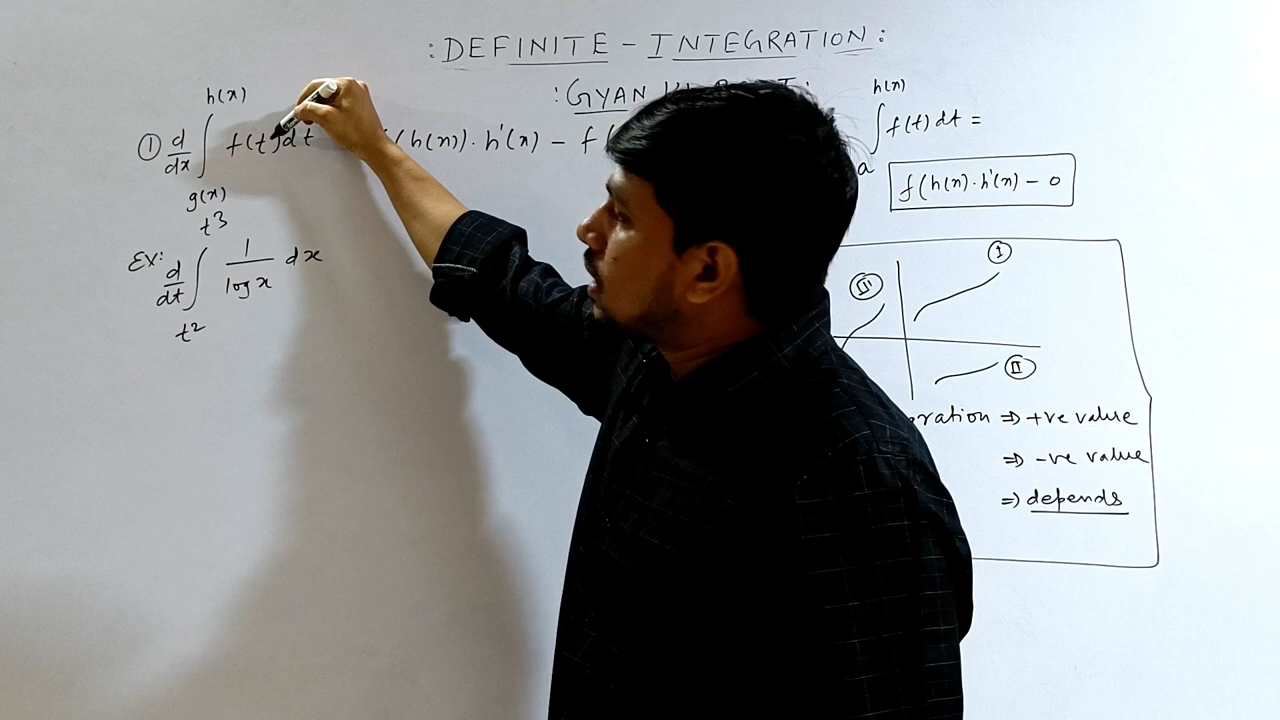 : DEFINITE - INTEGRATION :
: GYAN
① d/dx ∫ g(x) h(x) f(t) dt (h(x)). h'(x) - f
EX: d/dt ∫ t² t³ 1/log x dx
∫ a h(x) f(t) dt =
f(h(x). h'(x) - 0
I
III
II
⇒ +ve value
⇒ -ve value
⇒ depends